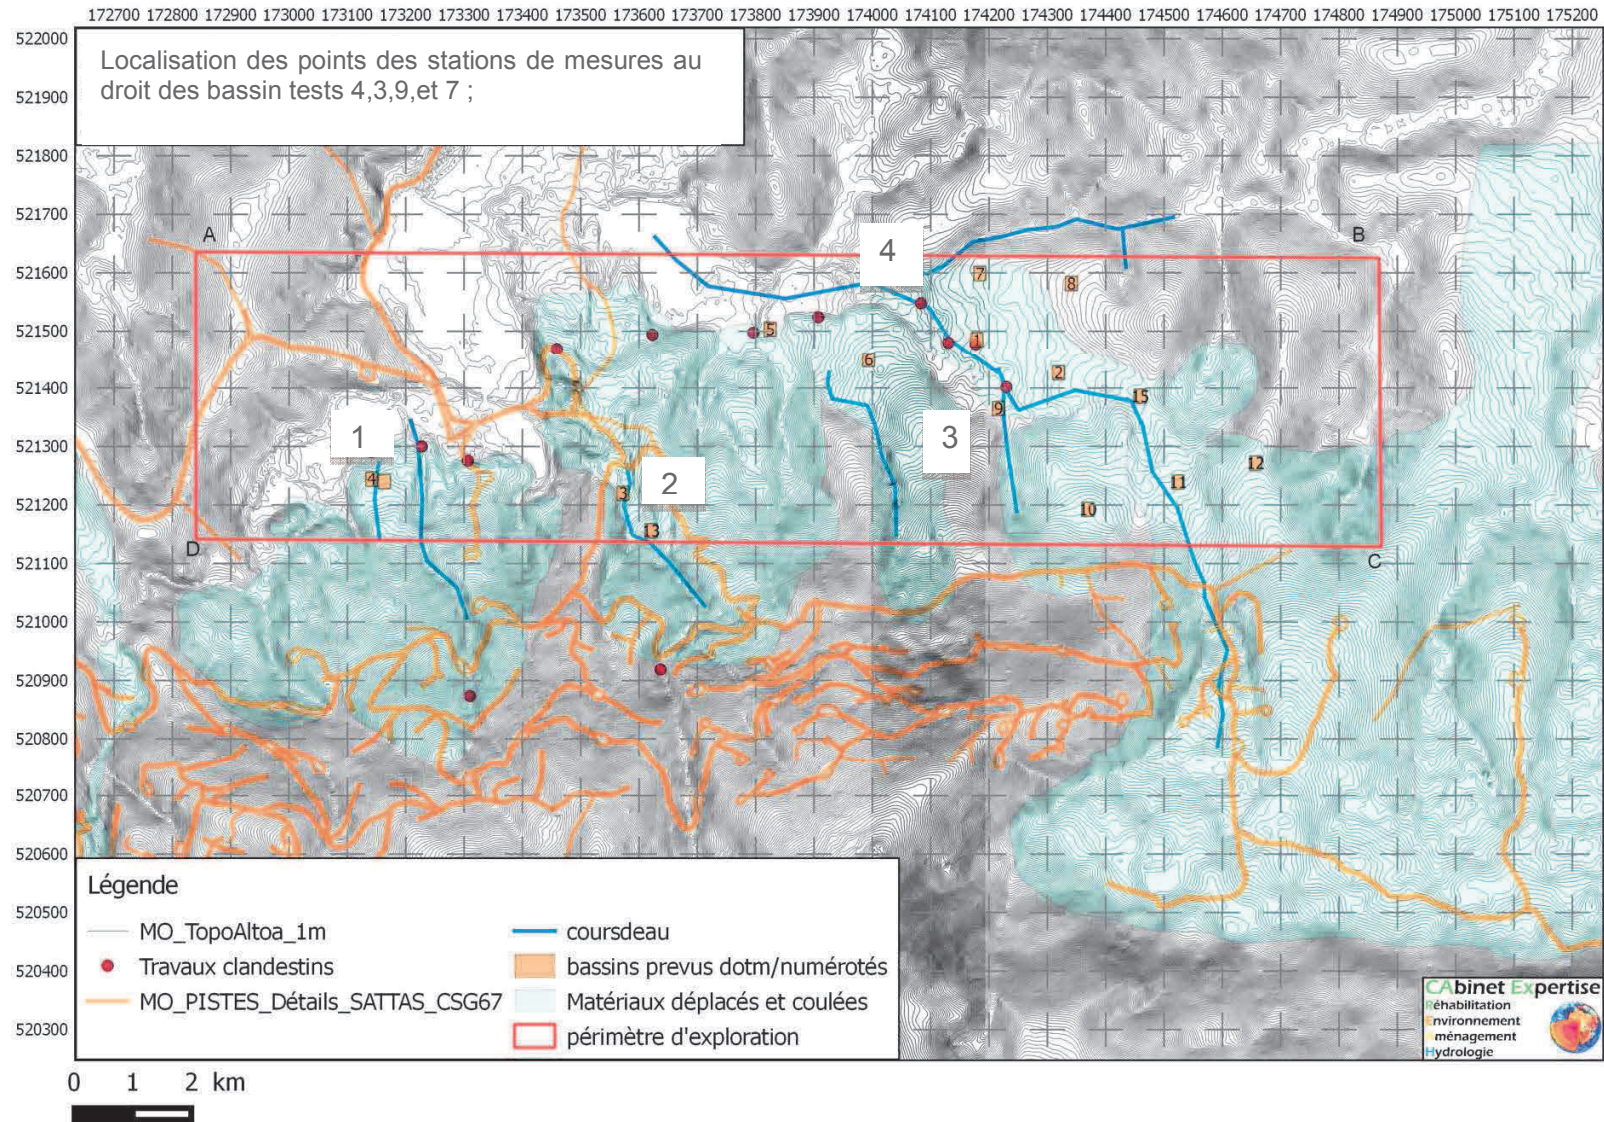 172700 172800 172900 173000 173100 173200 173300 173400 173500 173600 173700 173800 173900 174000 174100 174200 174300 174400 174500 174600 174700 174800 174900 175000 175100 175200
522000
521900
521800
521700
521600
521500
521400
521300
521200
521100
521000
520900
520800
520700
520600
520500
520400
520300
Localisation des points des stations de mesures au
droit des bassin tests 4,3,9,et 7 ;
A
B
4
7
8
5
1
6
2
15
9
1
3
12
4
2
3
11
10
13
D
C
Légende
MO_TopoAltoa_1m
Travaux clandestins
MO_PISTES_Détails_SATTAS_CSG67
coursdeau
bassins prevus dotm/numérotés
Matériaux déplacés et coulées
périmètre d'exploration
CAbinet Expertise
Réhabilitation
Environnement
Aménagement
Hydrologie
0 1 2 km